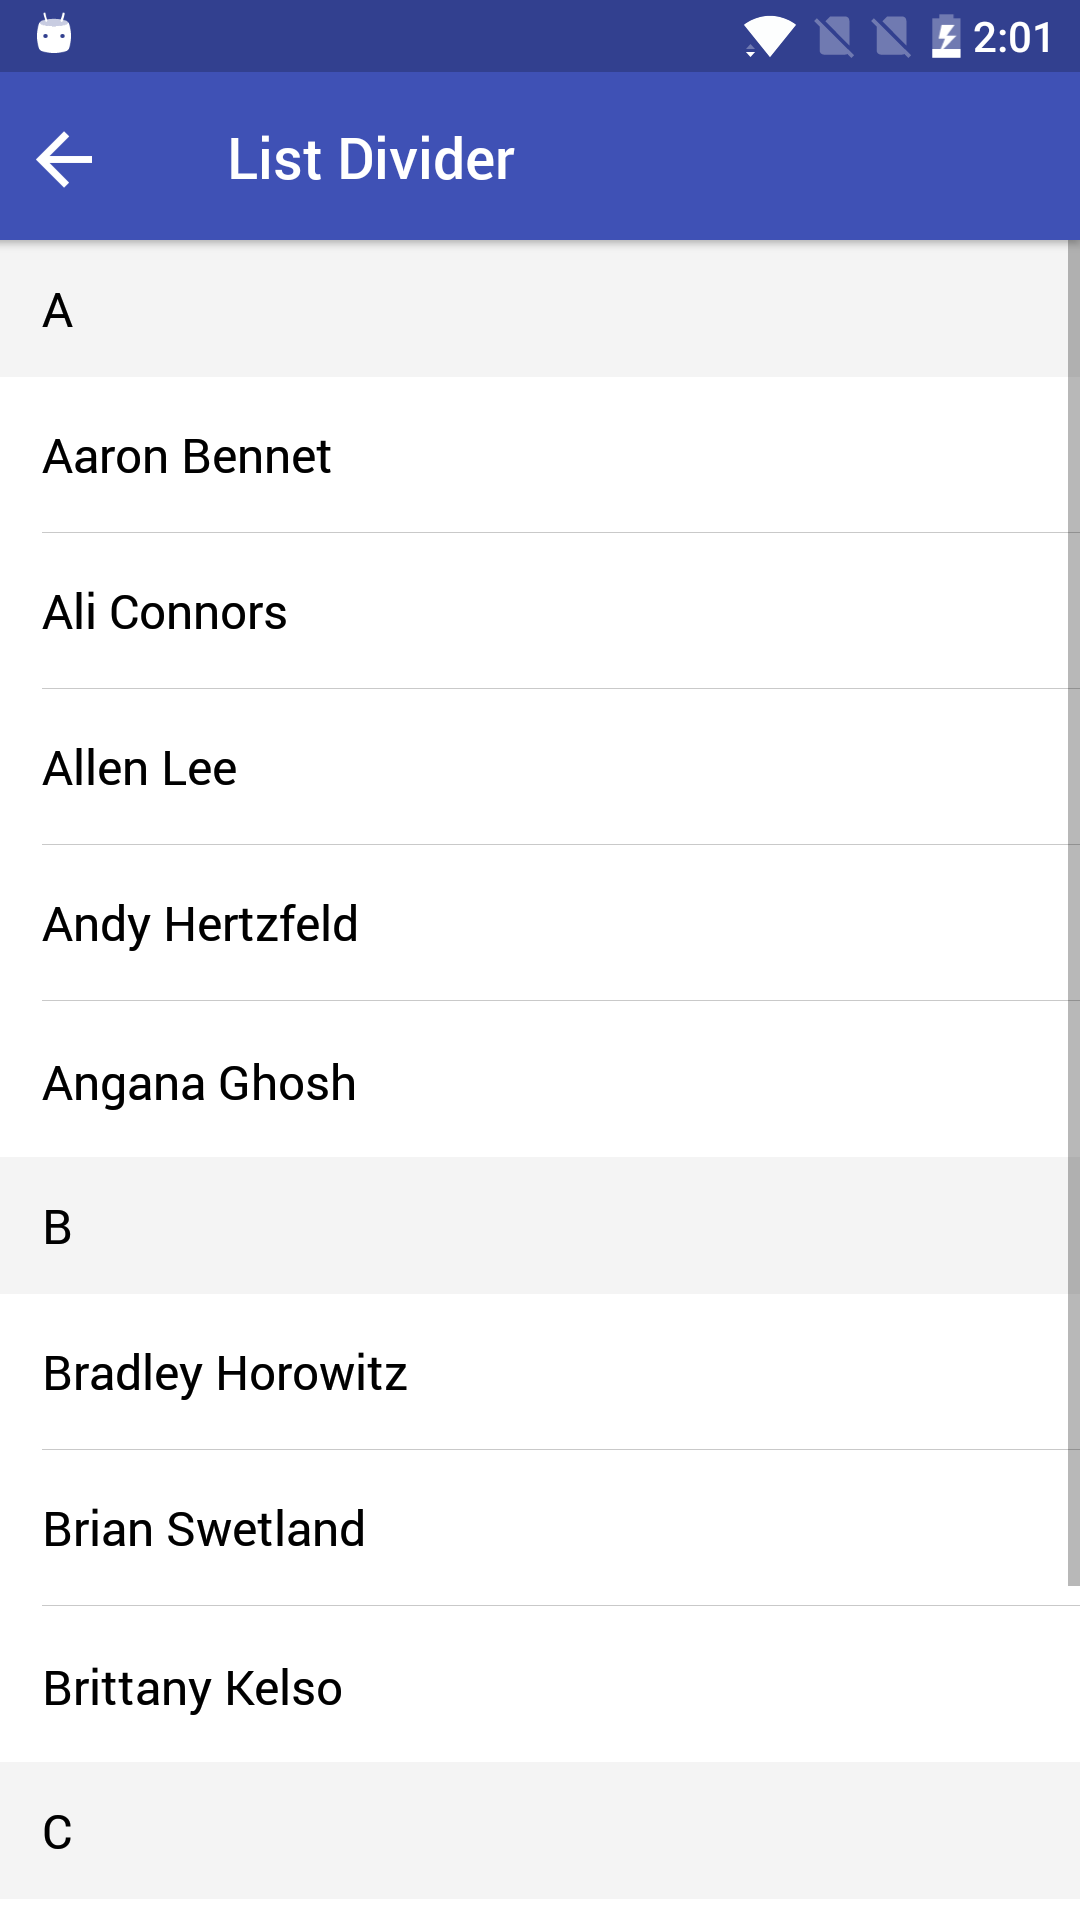 2:01
List Divider
A
Aaron Bennet
Ali Connors
Allen Lee
Andy Hertzfeld
Angana Ghosh
B
Bradley Horowitz
Brian Swetland
Brittany Kelso
C